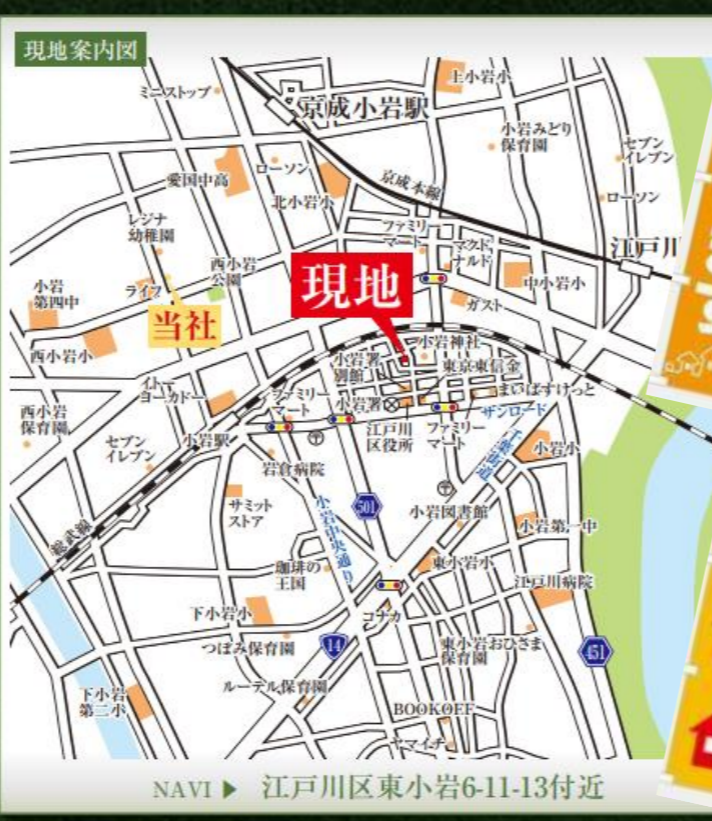 現地案内図
ミニストップ
上小岩小
京成小岩駅
小岩みどり
保育園
セブン
イレブン
ローソン
愛国中高
京成本線
ローソン
北小岩小
レジナ
幼稚園
ファミリー
マート
マクド
ナルド
江戸川
西小岩
公園
現地
中小岩小
小岩
第四中
ライフ
当社
ガスト
西小岩小
小岩神社
小岩署
別館
東京東信金
イトー
ヨーカドー
ファミリー
マート
小岩署
まいばすけっと
サンロード
西小岩
保育園
セブン
イレブン
小岩駅
江戸川
区役所
ファミリー
マート
千葉街道
小岩小
岩倉病院
サミット
ストア
小岩中央通り
501
小岩図書館
小岩第一中
総武線
珈琲の
王国
東小岩小
江戸川病院
下小岩小
コナカ
つぼみ保育園
14
東小岩おひさま
保育園
451
下小岩
第二小
ルーテル保育園
BOOKOFF
ヤマイチ
NAVI ▶ 江戸川区東小岩6-11-13付近